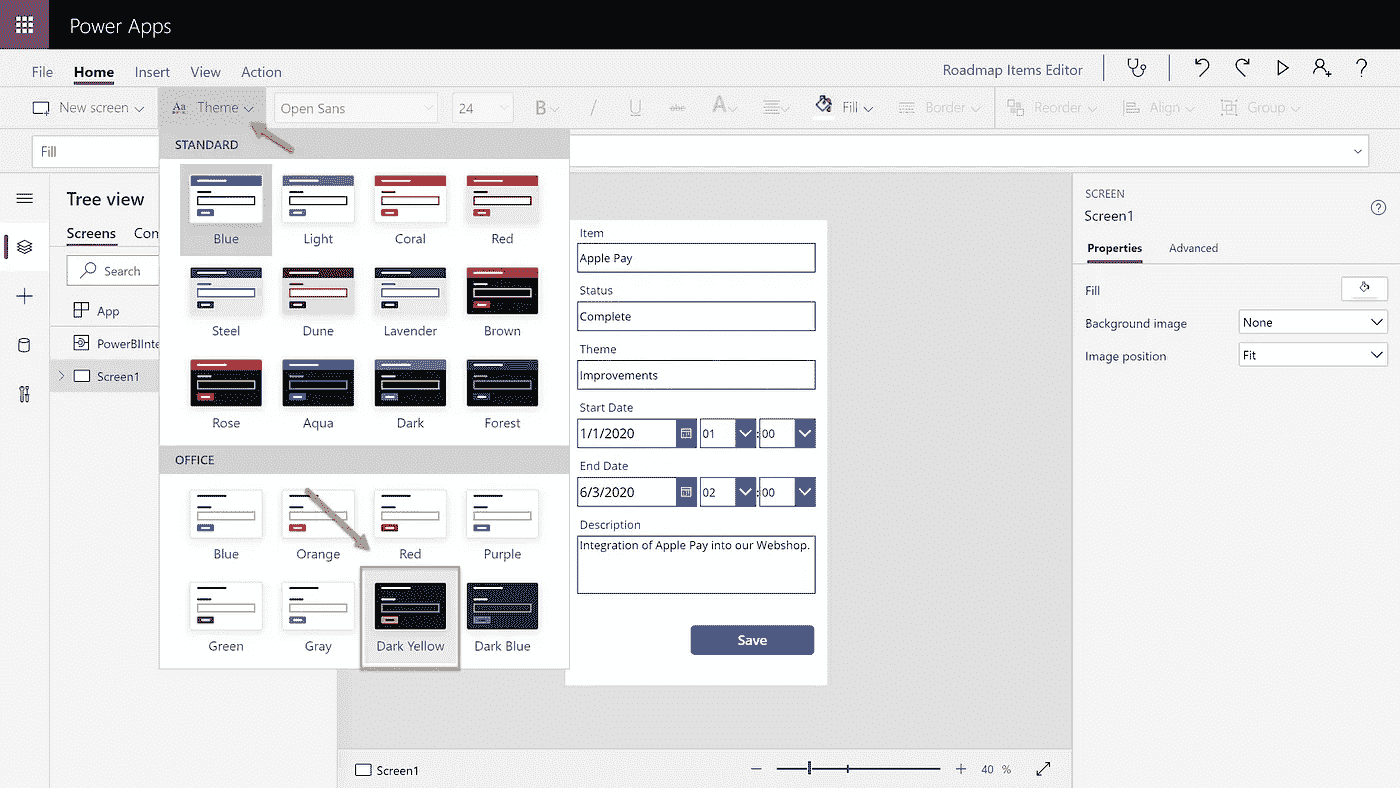 Power Apps
File Home Insert View Action Roadmap Items Editor
New screen Theme Open Sans 24 B / U abc A Fill Border Reorder Align Group
Fill
STANDARD
Blue Light Coral Red
Steel Dune Lavender Brown
Rose Aqua Dark Forest
OFFICE
Blue Orange Red Purple
Green Gray Dark Yellow Dark Blue
Tree view
Screens Con
Search
App
PowerBIInte
Screen1
Item
Apple Pay
Status
Complete
Theme
Improvements
Start Date
1/1/2020 01 : 00
End Date
6/3/2020 02 : 00
Description
Integration of Apple Pay into our Webshop.
Save
SCREEN
Screen1
Properties Advanced
Fill
Background image None
Image position Fit
Screen1 40 %